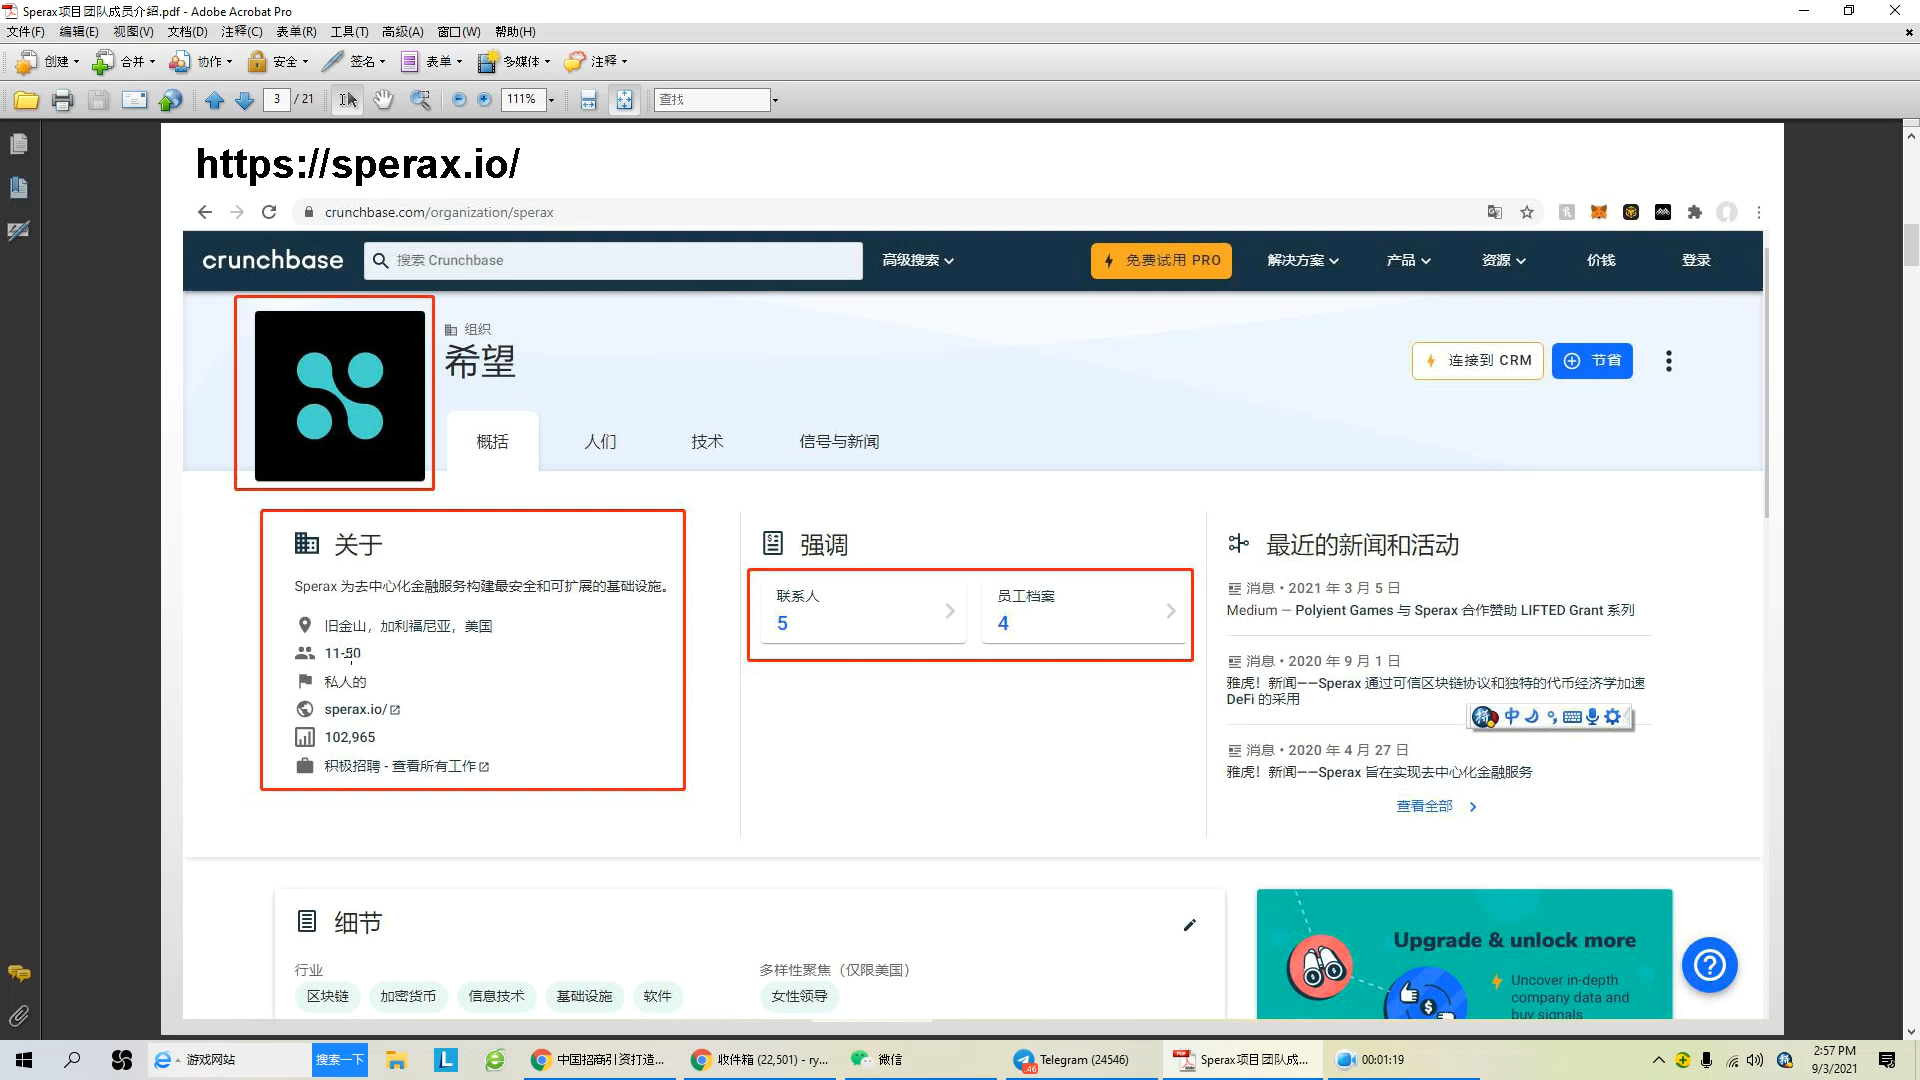 Sperax项目团队成员介绍.pdf - Adobe Acrobat Pro
文件(F) 编辑(E) 视图(V) 文档(D) 注释(C) 表单(R) 工具(T) 高级(A) 窗口(W) 帮助(H)
创建 合并 协作 安全 签名 表单 多媒体 注释
3 / 21 111% 查找
https://sperax.io/
crunchbase.com/organization/sperax
crunchbase 搜索 Crunchbase 高级搜索 免费试用 PRO 解决方案 产品 资源 价钱 登录
组织
希望
连接到 CRM 节省
概括 人们 技术 信号与新闻
关于
Sperax 为去中心化金融服务构建最安全和可扩展的基础设施。
旧金山，加利福尼亚，美国
11-50
私人的
sperax.io/
102,965
积极招聘 - 查看所有工作
强调
联系人
5
员工档案
4
最近的新闻和活动
消息 • 2021 年 3 月 5 日
Medium — Polyient Games 与 Sperax 合作赞助 LIFTED Grant 系列
消息 • 2020 年 9 月 1 日
雅虎！新闻——Sperax 通过可信区块链协议和独特的代币经济学加速
DeFi 的采用
拼 中
消息 • 2020 年 4 月 27 日
雅虎！新闻——Sperax 旨在实现去中心化金融服务
查看全部
细节
行业
区块链 加密货币 信息技术 基础设施 软件
多样性聚焦（仅限美国）
女性领导
Upgrade & unlock more
Uncover in-depth
company data and
buy signals
游戏网站 搜索一下 中国招商引资打造... 收件箱 (22,501) - ry... 微信 Telegram (24546) Sperax项目团队成... 00:01:19
2:57 PM
9/3/2021